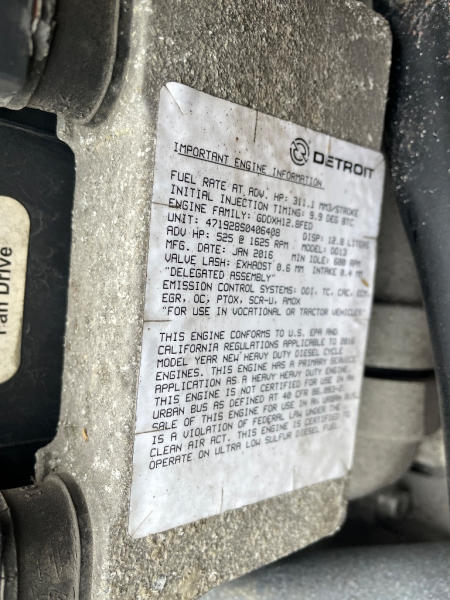 DETROIT
IMPORTANT ENGINE INFORMATION
FUEL RATE AT ADV. HP: 311.1 MM3/STROKE
INITIAL INJECTION TIMING: 9.9 DEG BTC
ENGINE FAMILY: GDDXH12.8FED DISP: 12.8 LITERS
UNIT: 471928S0406408 MODEL: DD13
ADV HP: 525 @ 1625 RPM MIN IDLE: 600 RPM
MFG. DATE: JAN 2016
VALVE LASH: EXHAUST 0.6 MM INTAKE 0.4 MM
"DELEGATED ASSEMBLY"
EMISSION CONTROL SYSTEMS: DDI, TC, CAC, ECM,
EGR, OC, PTOX, SCR-U, AMOX
"FOR USE IN VOCATIONAL OR TRACTOR VEHICLES"
THIS ENGINE CONFORMS TO U.S. EPA AND
CALIFORNIA REGULATIONS APPLICABLE TO 2016
MODEL YEAR NEW HEAVY DUTY DIESEL CYCLE
ENGINES. THIS ENGINE HAS A PRIMARY SERVICE
APPLICATION AS A HEAVY HEAVY DUTY ENGINE.
THIS ENGINE IS NOT CERTIFIED FOR USE IN AN
URBAN BUS AS DEFINED AT 40 CFR 86.093-2.
SALE OF THIS ENGINE FOR USE IN AN URBAN BUS
IS A VIOLATION OF FEDERAL LAW UNDER THE
CLEAN AIR ACT. THIS ENGINE IS CERTIFIED TO
OPERATE ON ULTRA LOW SULFUR DIESEL FUEL.
Fan Drive